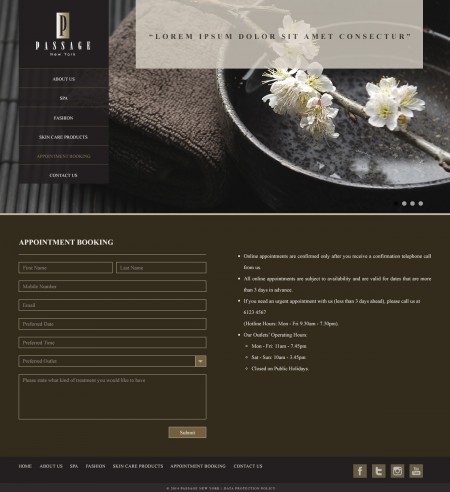 PASSAGE
New York
ABOUT US
SPA
FASHION
SKIN CARE PRODUCTS
APPOINTMENT BOOKING
CONTACT US
“LOREM IPSUM DOLOR SIT AMET CONSECTUR”
APPOINTMENT BOOKING
First Name
Last Name
Mobile Number
Email
Preferred Date
Preferred Time
Preferred Outlet
Please state what kind of treatment you would like to have
Submit
Online appointments are confirmed only after you receive a confirmation telephone call
from us.
All online appointments are subject to availability and are valid for dates that are more
than 3 days in advance.
If you need an urgent appointment with us (less than 3 days ahead), please call us at
6123 4567
(Hotline Hours: Mon - Fri 9.30am - 7.30pm).
Our Outlets' Operating Hours:
Mon - Fri: 11am - 7.45pm
Sat - Sun: 10am - 3.45pm
Closed on Public Holidays.
HOME ABOUT US SPA FASHION SKIN CARE PRODUCTS APPOINTMENT BOOKING CONTACT US
f t You Tube
© 2014 PASSAGE NEW YORK | DATA PROTECTION POLICY